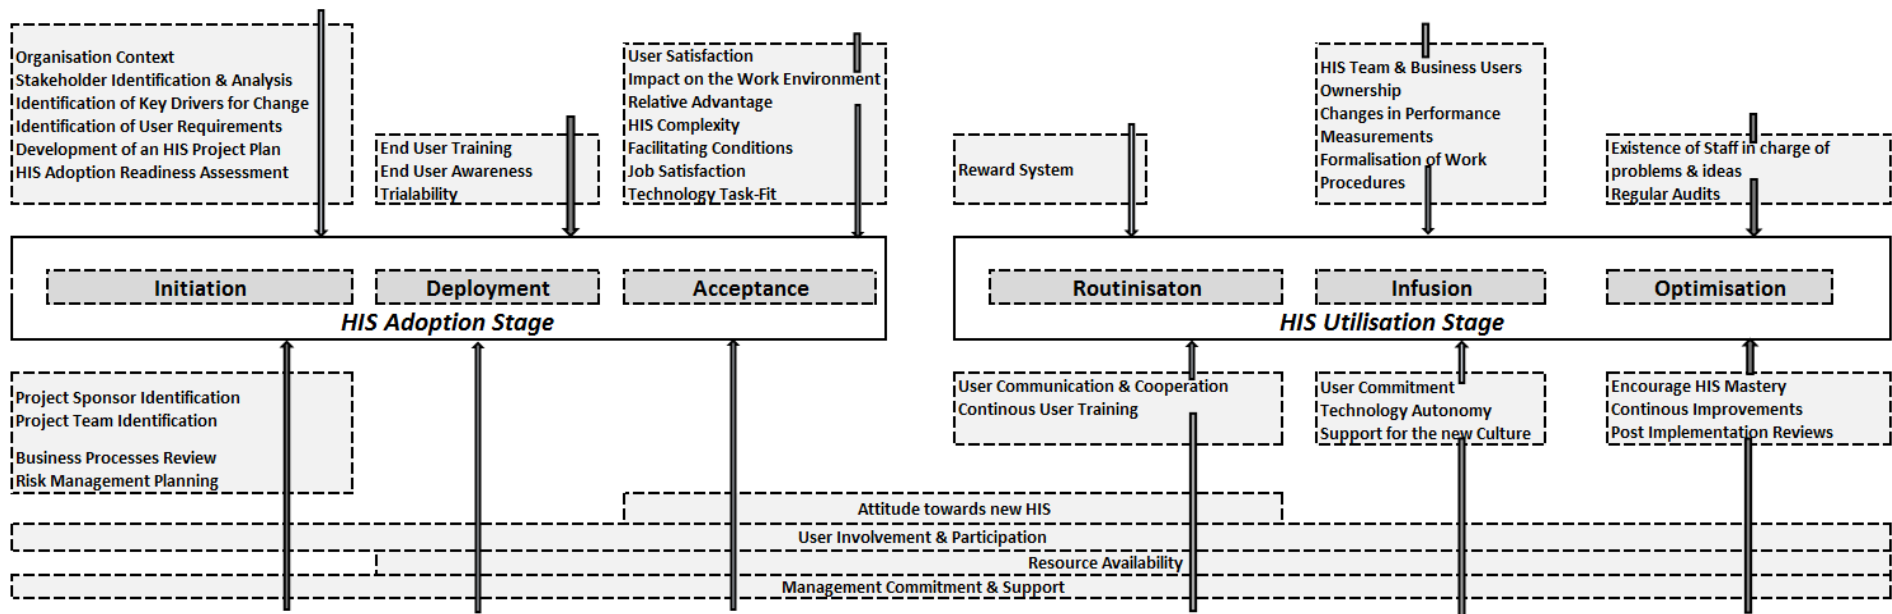 Organisation Context
Stakeholder Identification & Analysis
Identification of Key Drivers for Change
Identification of User Requirements
Development of an HIS Project Plan
HIS Adoption Readiness Assessment
End User Training
End User Awareness
Trialability
User Satisfaction
Impact on the Work Environment
Relative Advantage
HIS Complexity
Facilitating Conditions
Job Satisfaction
Technology Task-Fit
Reward System
HIS Team & Business Users
Ownership
Changes in Performance
Measurements
Formalisation of Work
Procedures
Existence of Staff in charge of
problems & ideas
Regular Audits
Initiation
Deployment
Acceptance
HIS Adoption Stage
Routinisaton
Infusion
Optimisation
HIS Utilisation Stage
Project Sponsor Identification
Project Team Identification
Business Processes Review
Risk Management Planning
User Communication & Cooperation
Continous User Training
User Commitment
Technology Autonomy
Support for the new Culture
Encourage HIS Mastery
Continous Improvements
Post Implementation Reviews
Attitude towards new HIS
User Involvement & Participation
Resource Availability
Management Commitment & Support